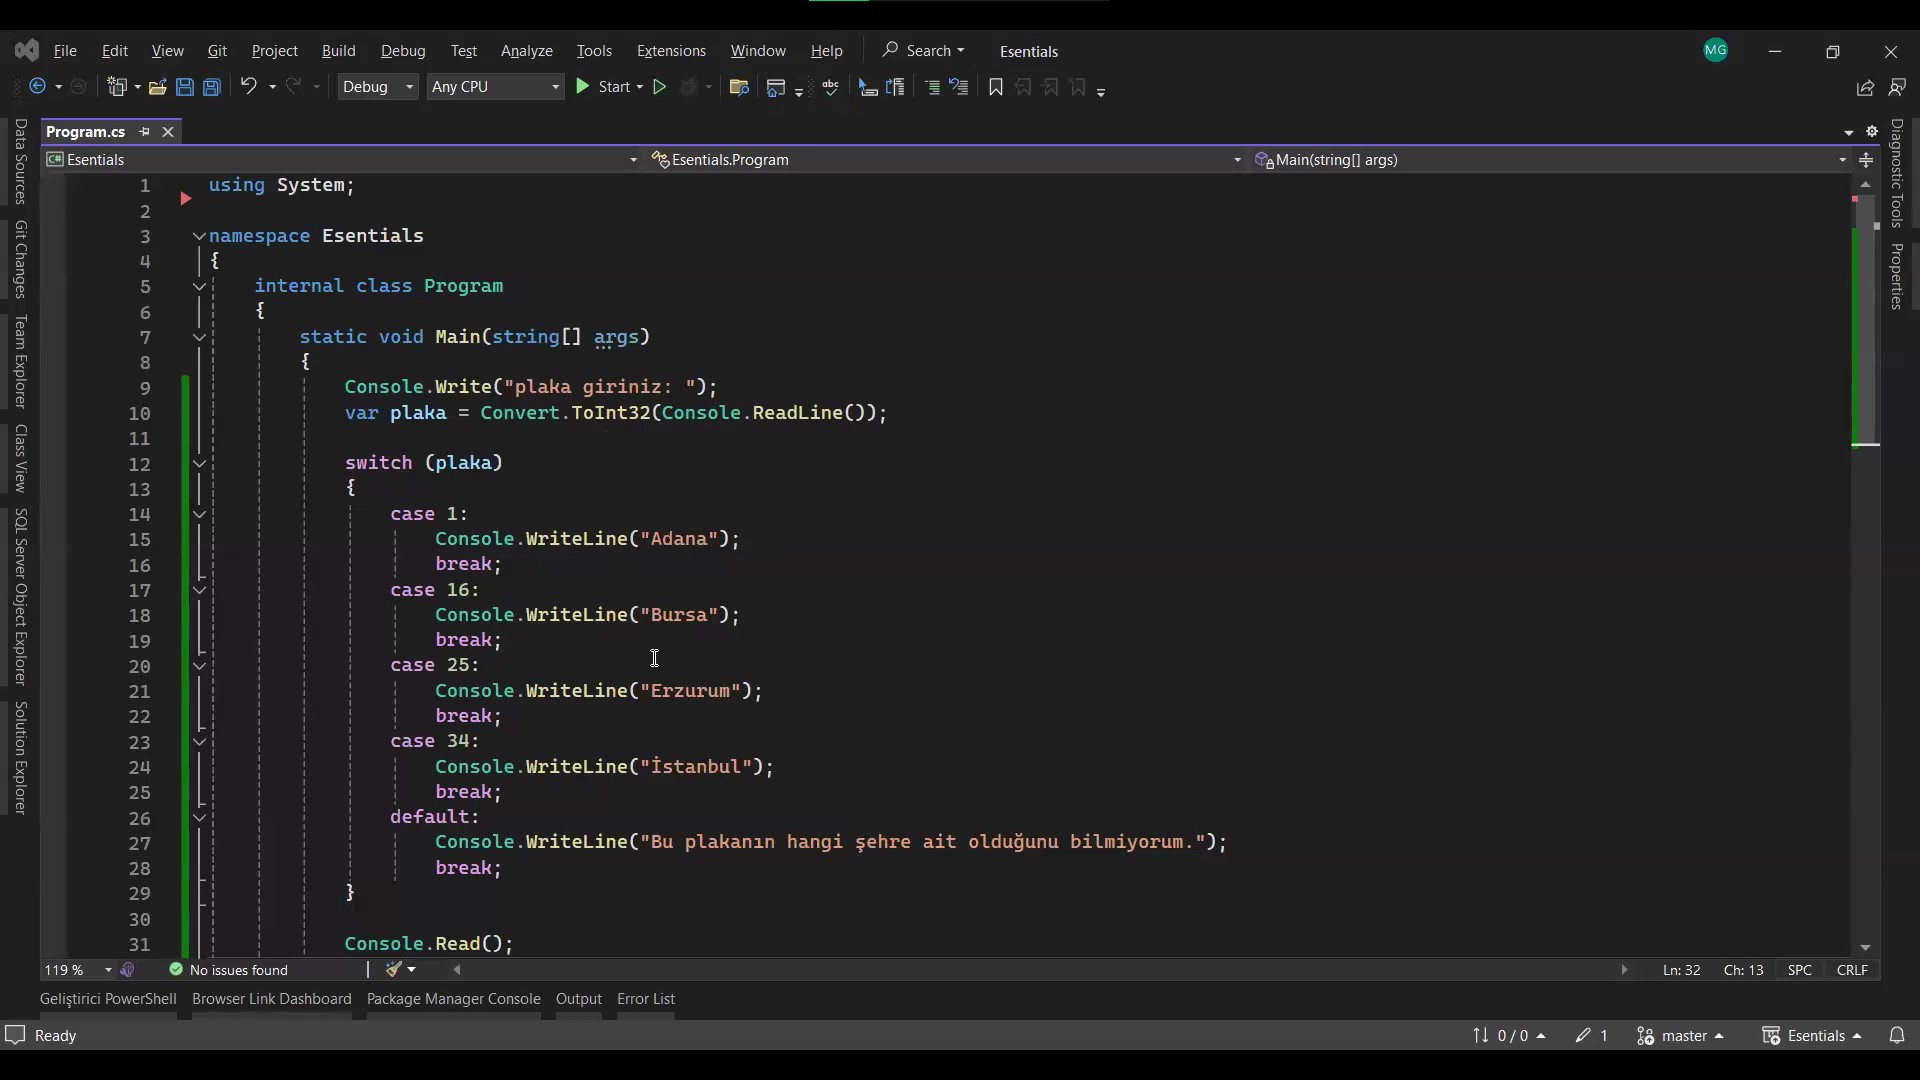 File Edit View Git Project Build Debug Test Analyze Tools Extensions Window Help Search Esentials MG
Debug Any CPU Start abc
Program.cs
Esentials Esentials.Program Main(string[] args)
Data Sources
Git Changes
Team Explorer
Class View
SQL Server Object Explorer
Solution Explorer
1 using System;
2
3 namespace Esentials
4 {
5 internal class Program
6 {
7 static void Main(string[] args)
8 {
9 Console.Write("plaka giriniz: ");
10 var plaka = Convert.ToInt32(Console.ReadLine());
11
12 switch (plaka)
13 {
14 case 1:
15 Console.WriteLine("Adana");
16 break;
17 case 16:
18 Console.WriteLine("Bursa");
19 break;
20 case 25:
21 Console.WriteLine("Erzurum");
22 break;
23 case 34:
24 Console.WriteLine("İstanbul");
25 break;
26 default:
27 Console.WriteLine("Bu plakanın hangi şehre ait olduğunu bilmiyorum.");
28 break;
29 }
30
31 Console.Read();
Diagnostic Tools
Properties
119 % No issues found Ln: 32 Ch: 13 SPC CRLF
Geliştirici PowerShell Browser Link Dashboard Package Manager Console Output Error List
Ready 0 / 0 1 master Esentials